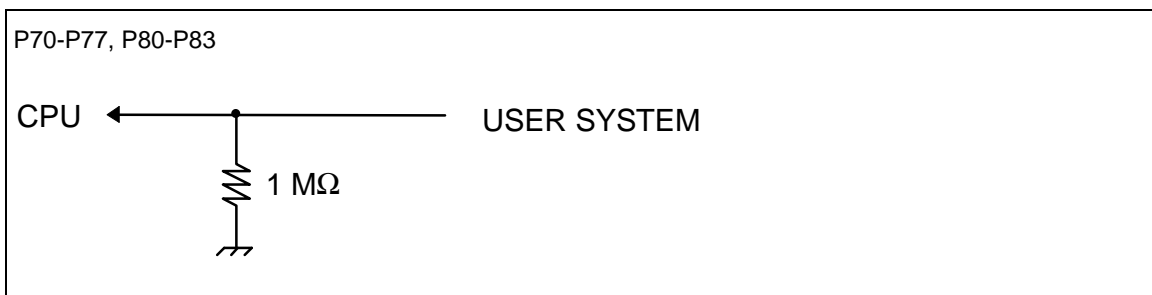 P70-P77, P80-P83
CPU
USER SYSTEM
1 MΩ